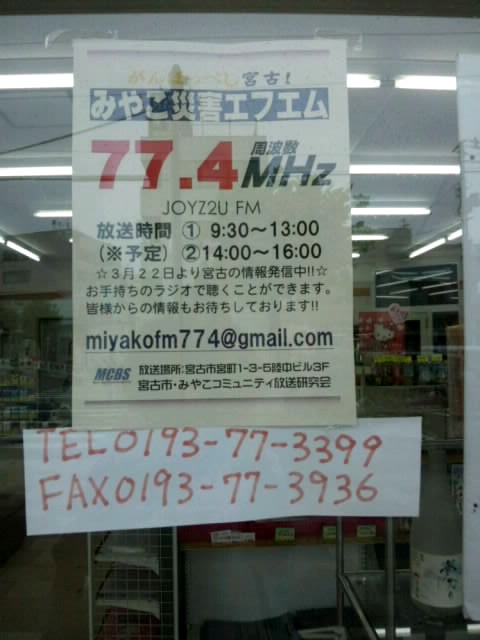 がんばっぺし宮古!
みやこ災害エフエム
77.4 周波数 MHz
JOYZ2U FM
放送時間 ① 9:30～13:00
(※予定) ②14:00～16:00
☆3月22日より宮古の情報発信中!!☆
お手持ちのラジオで聴くことができます。
皆様からの情報もお待ちしております!!
miyakofm774@gmail.com
MCBS 放送場所:宮古市宮町1-3-5陸中ビル3F
宮古市・みやこコミュニティ放送研究会
TEL0193-77-3399
FAX0193-77-3936